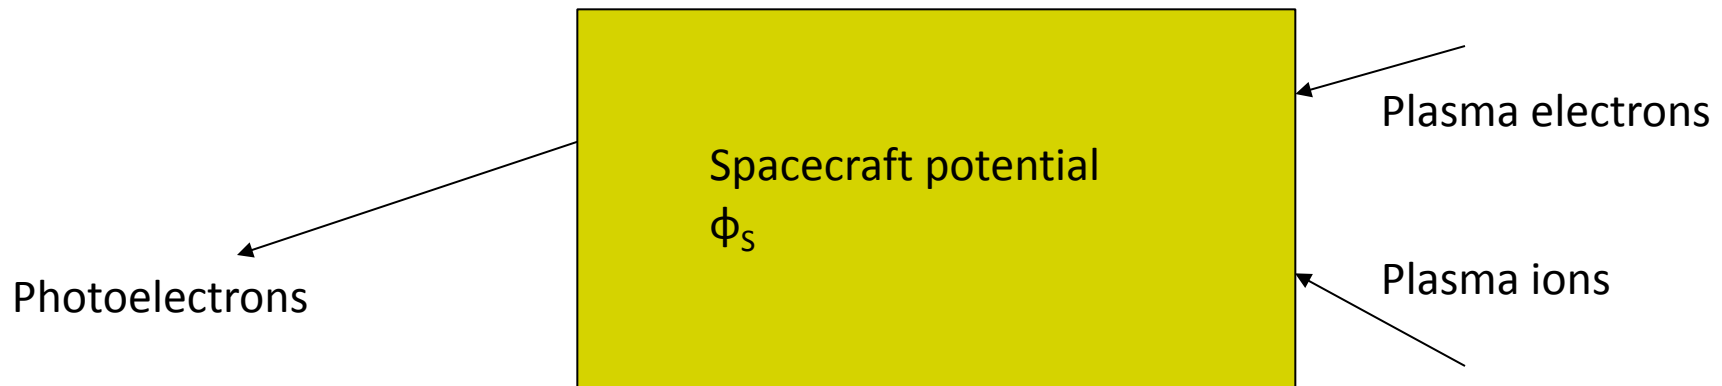 Plasma electrons
Spacecraft potential
ϕₛ
Plasma ions
Photoelectrons